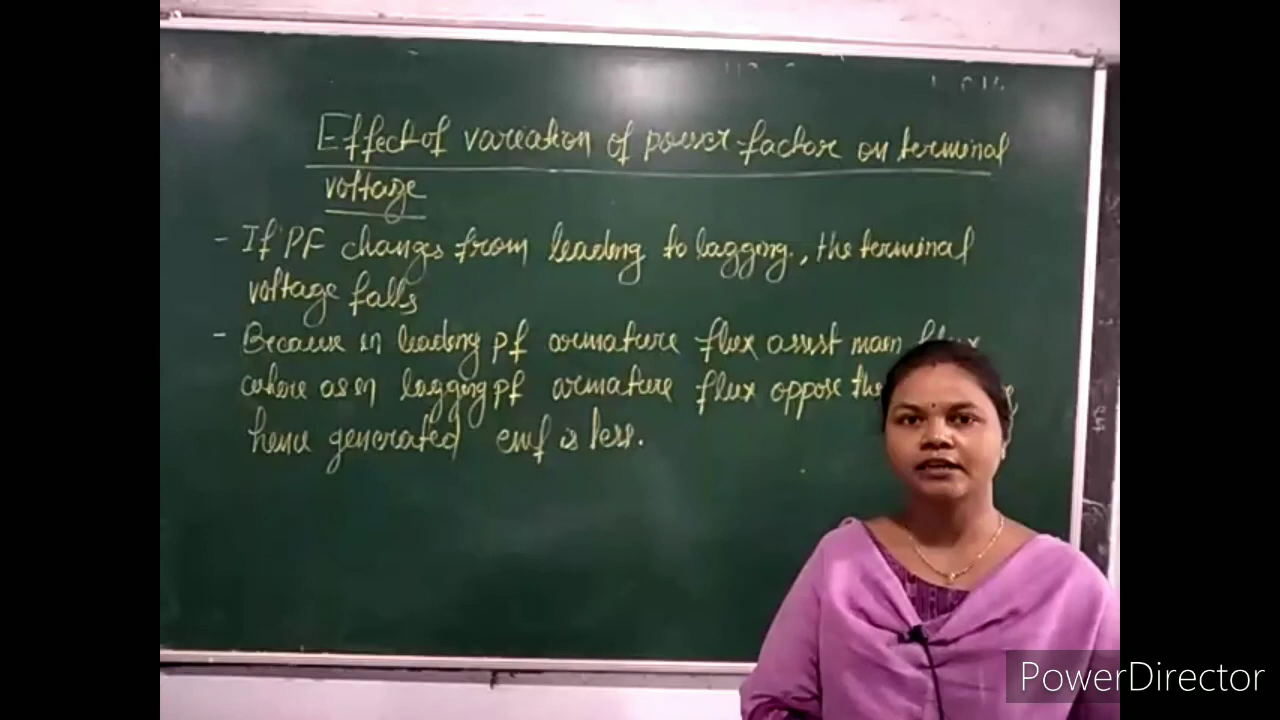 Effect of variation of power factor on terminal
voltage
- If PF changes from leading to lagging, the terminal
voltage falls
- Because in leading pf armature flux assist main flux
where as in lagging pf armature flux oppose the
hence generated emf is less.
PowerDirector